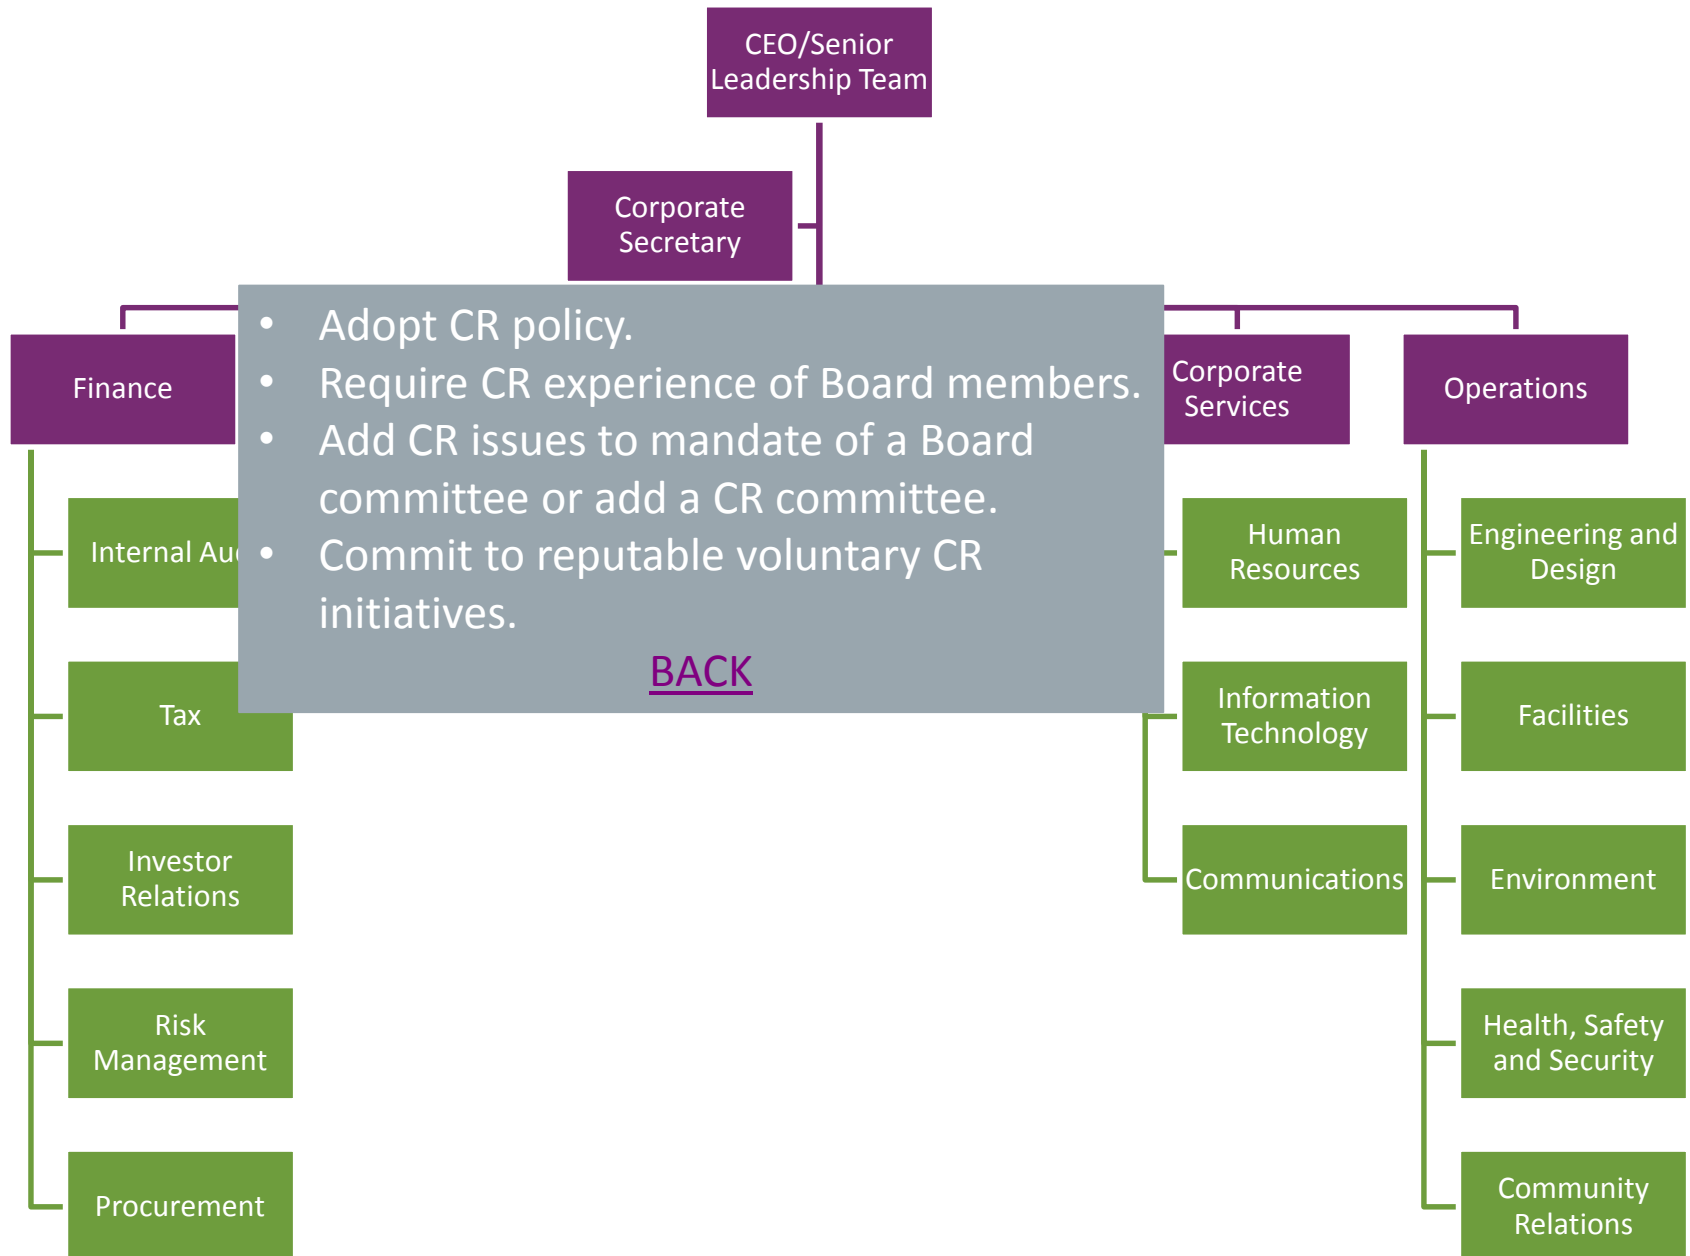 CEO/Senior
Leadership Team
Corporate
Secretary
• Adopt CR policy.
• Require CR experience of Board members.
• Add CR issues to mandate of a Board
committee or add a CR committee.
• Commit to reputable voluntary CR
initiatives.
BACK
Finance
Internal Aud
Tax
Investor
Relations
Risk
Management
Procurement
Corporate
Services
Human
Resources
Information
Technology
Communications
Operations
Engineering and
Design
Facilities
Environment
Health, Safety
and Security
Community
Relations